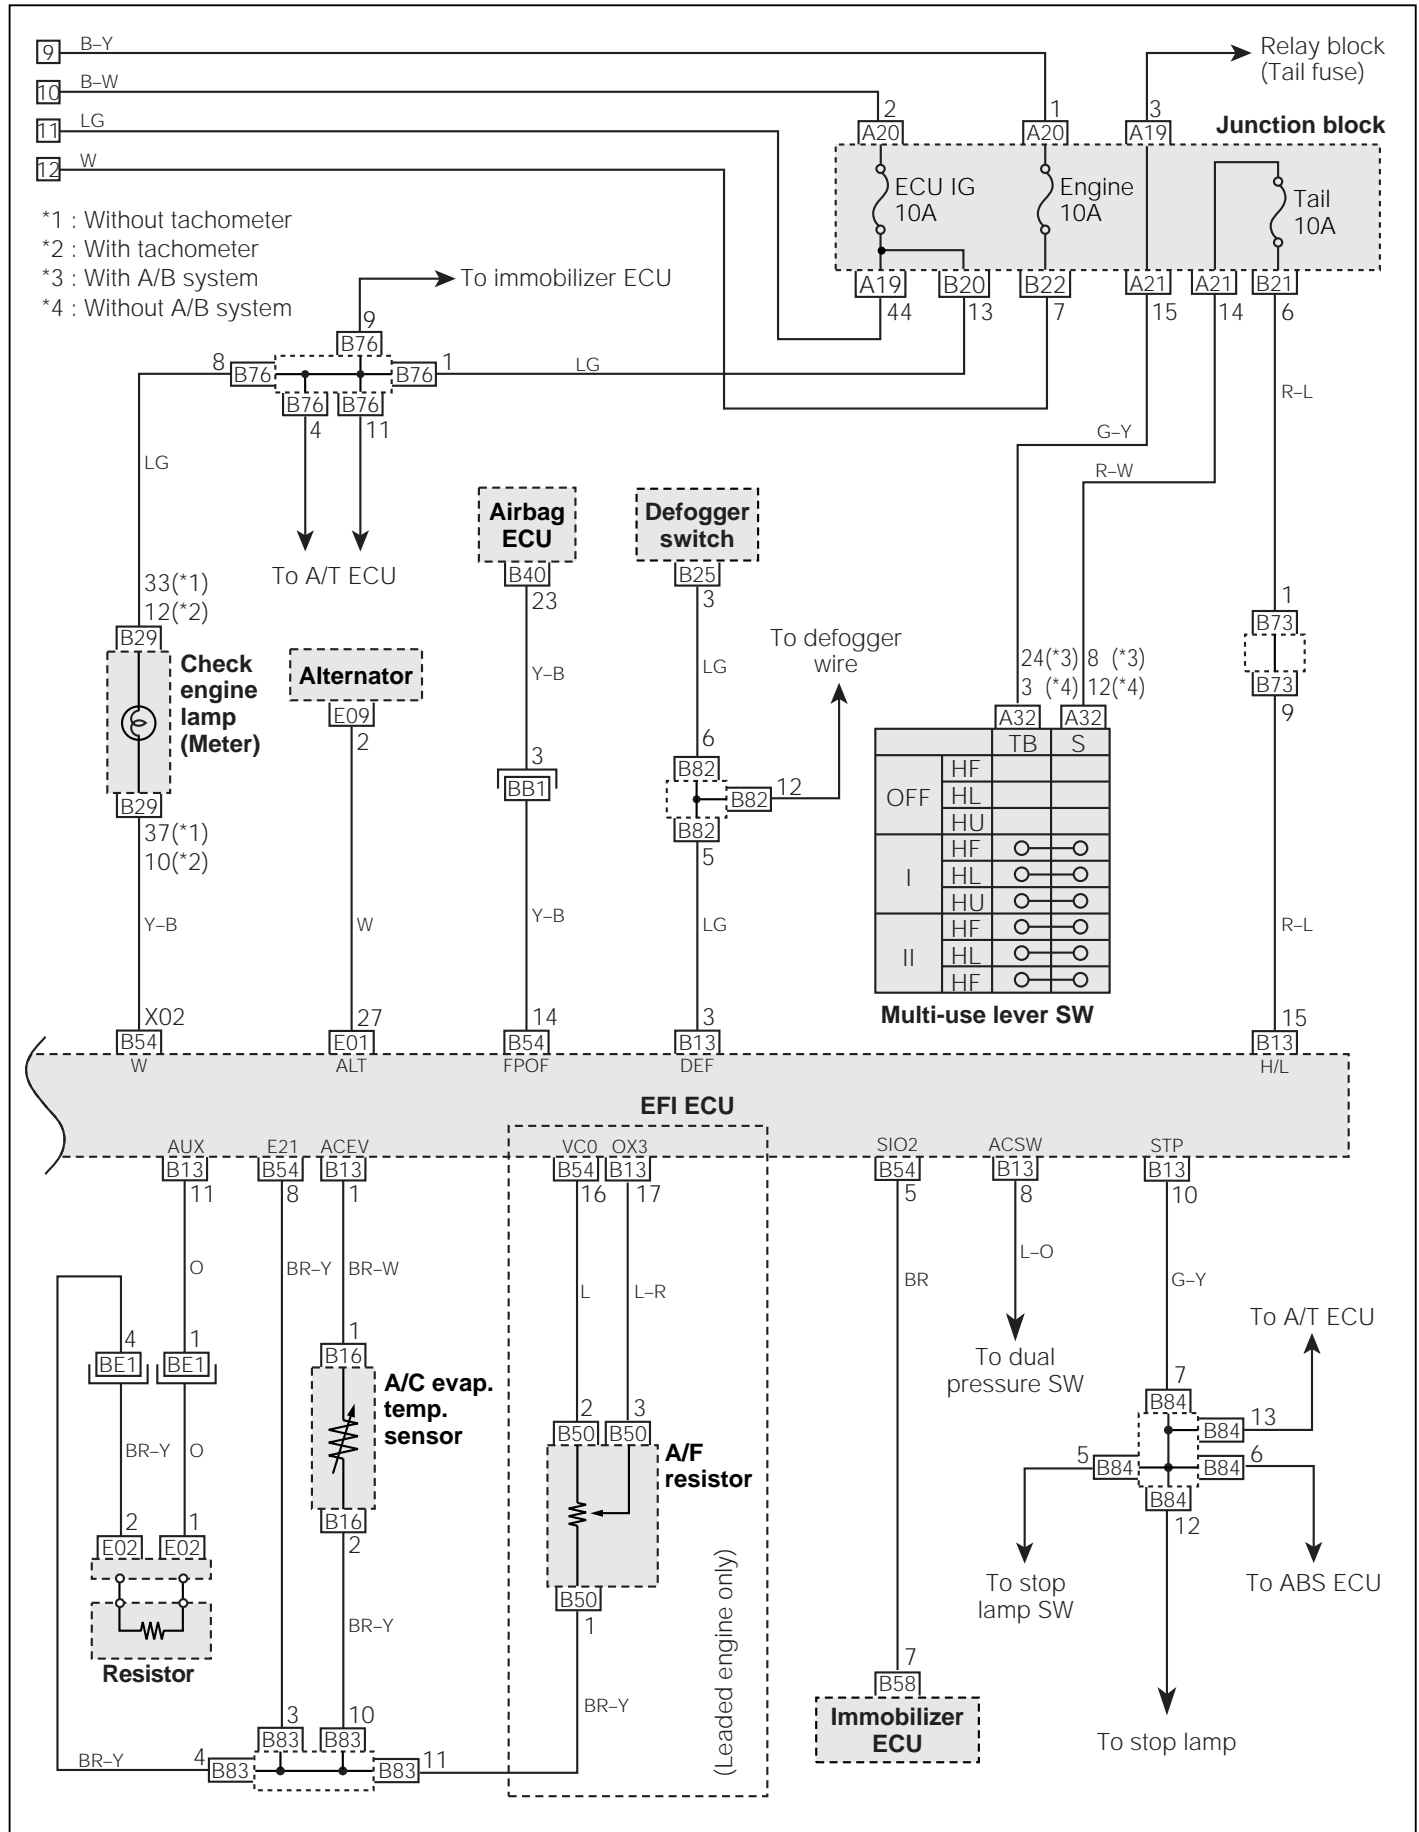 9 B–Y
10 B–W
11 LG
12 W
Relay block
(Tail fuse)
2 1 3
A20 A20 A19
Junction block
ECU IG
10A
Engine
10A
Tail
10A
A19 B20 B22 A21 A21 B21
44 13 7 15 14 6
*1 : Without tachometer
*2 : With tachometer
*3 : With A/B system
*4 : Without A/B system
To immobilizer ECU
9
B76
8 B76 B76 1 LG
B76 B76
4 11
R–L
G–Y
R–W
LG
To A/T ECU
Airbag
ECU
B40
23
Defogger
switch
B25
3
33(*1)
12(*2)
B29
Check
engine
lamp
(Meter)
B29
37(*1)
10(*2)
Alternator
E09
2
Y–B
3
BB1
LG
6
B82
B82 12
B82
5
To defogger
wire
1
B73
B73
9
24(*3) 8 (*3)
3 (*4) 12(*4)
A32 A32
TB S
OFF HF
HL
HU
I HF
HL
HU
II HF
HL
HF
Multi-use lever SW
Y–B W Y–B LG R–L
X02 27 14 3 15
B54 E01 B54 B13 B13
W ALT FPOF DEF H/L
EFI ECU
AUX E21 ACEV VC0 OX3 SIO2 ACSW STP
B13 B54 B13 B54 B13 B54 B13 B13
11 8 1 16 17 5 8 10
O BR–Y BR–W L L–R BR L–O G–Y
4 1
BE1 BE1
BR–Y O
2 1
E02 E02
Resistor
1
B16
A/C evap.
temp.
sensor
B16
2
BR–Y
2 3
B50 B50
A/F
resistor
B50
1
BR–Y
(Leaded engine only)
To dual
pressure SW
To A/T ECU
7
B84
B84 13
5 B84 B84 6
B84
12
To stop
lamp SW
To ABS ECU
To stop lamp
7
B58
Immobilizer
ECU
3 10
B83 B83
BR–Y 4 B83 B83 11